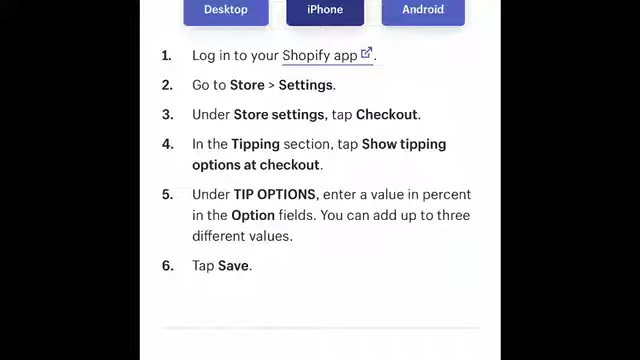 Desktop iPhone Android
1. Log in to your Shopify app.
2. Go to Store > Settings.
3. Under Store settings, tap Checkout.
4. In the Tipping section, tap Show tipping
options at checkout.
5. Under TIP OPTIONS, enter a value in percent
in the Option fields. You can add up to three
different values.
6. Tap Save.